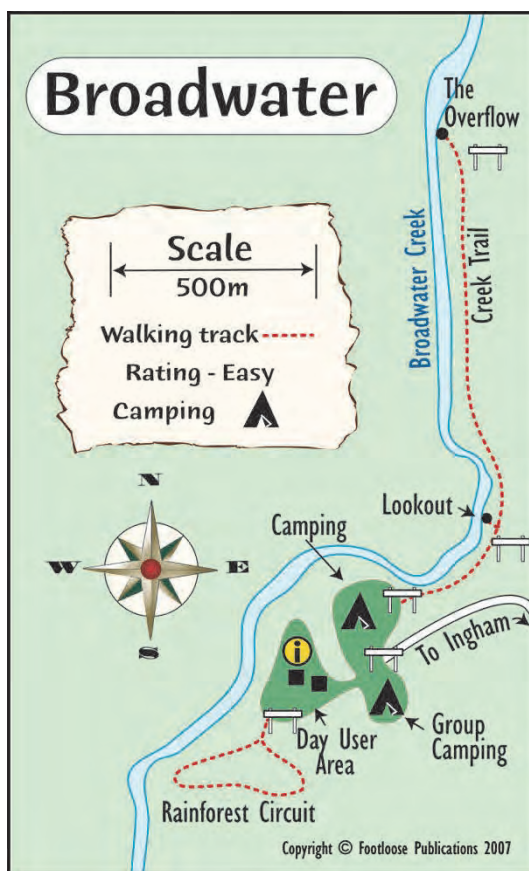 Broadwater
The
Overflow
Scale
500m
Walking track
Rating - Easy
Camping
Broadwater Creek
Creek Trail
N
W
E
S
Lookout
Camping
To Ingham
i
Day User
Area
Group
Camping
Rainforest Circuit
Copyright © Footloose Publications 2007